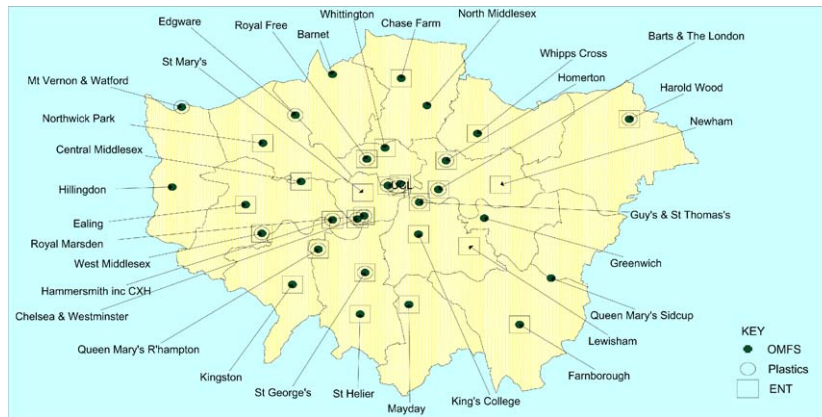 Edgware
Royal Free
Whittington
Barnet
Chase Farm
North Middlesex
St Mary's
Whipps Cross
Barts & The London
Homerton
Mt Vernon & Watford
Harold Wood
Northwick Park
Newham
Central Middlesex
UCL
Hillingdon
Ealing
Guy's & St Thomas's
Royal Marsden
West Middlesex
Greenwich
Hammersmith inc CXH
Chelsea & Westminster
Queen Mary's Sidcup
Queen Mary's R'hampton
Lewisham
Kingston
Farnborough
St George's
St Helier
Mayday
King's College
KEY
OMFS
Plastics
ENT